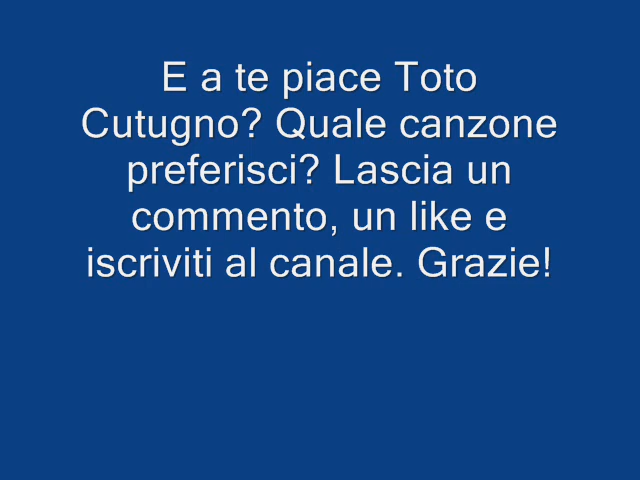 E a te piace Toto
Cutugno? Quale canzone
preferisci? Lascia un
commento, un like e
iscriviti al canale. Grazie!